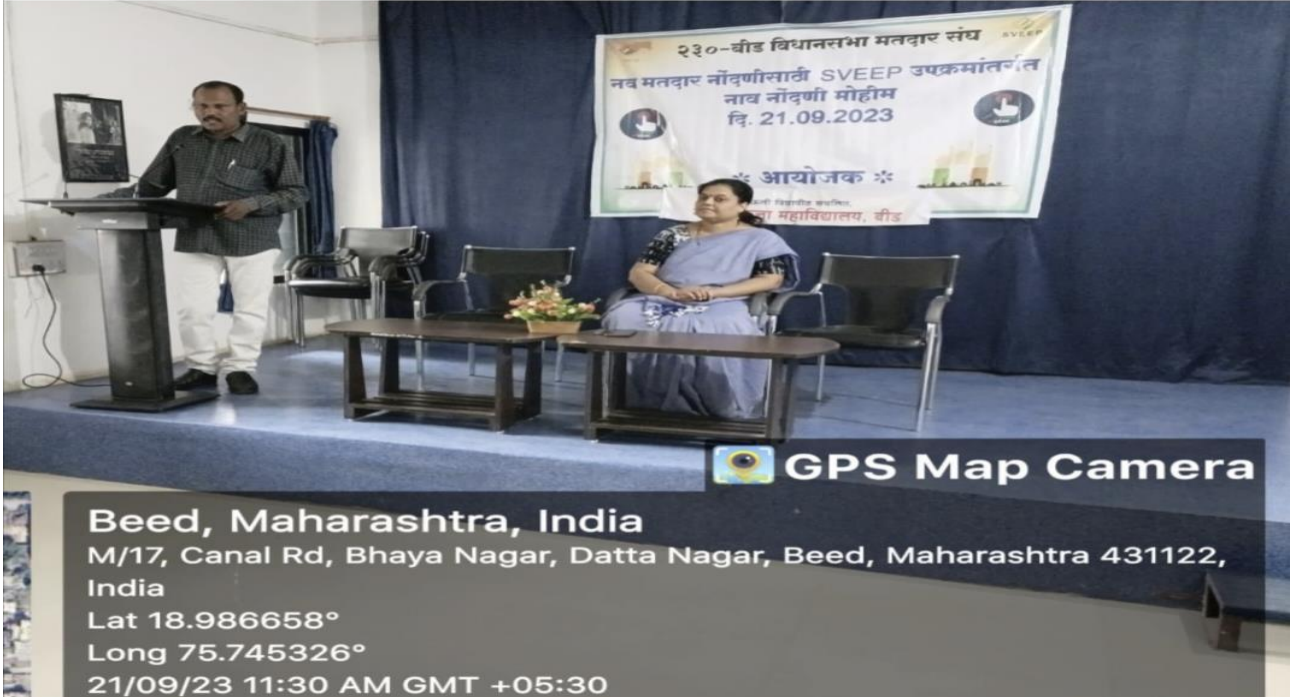 २३०-बीड विधानसभा मतदार संघ
SVEEP
नव मतदार नोंदणीसाठी SVEEP उपक्रमांतर्गत
नाव नोंदणी मोहीम
दि. 21.09.2023
आयोजक
महाविद्यालय, बीड
GPS Map Camera
Beed, Maharashtra, India
M/17, Canal Rd, Bhaya Nagar, Datta Nagar, Beed, Maharashtra 431122,
India
Lat 18.986658°
Long 75.745326°
21/09/23 11:30 AM GMT +05:30